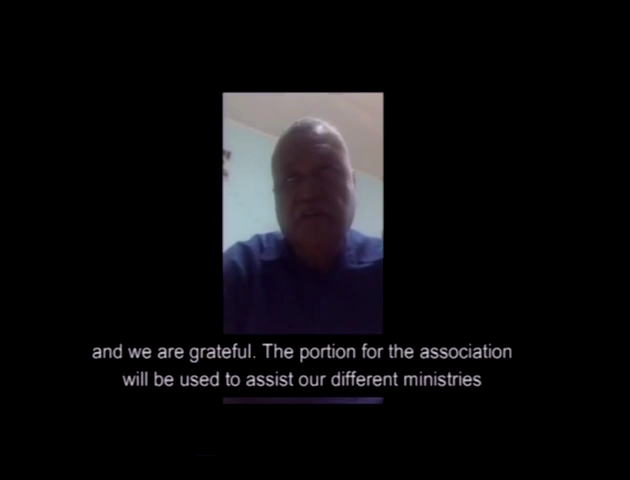 and we are grateful. The portion for the association
will be used to assist our different ministries